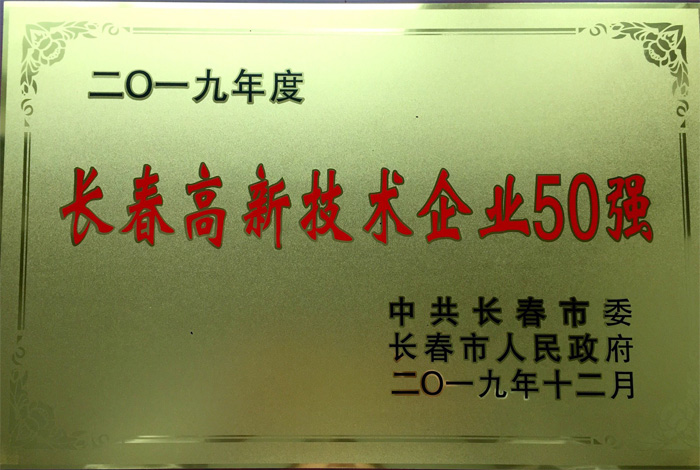 二〇一九年度
长春高新技术企业50强
中共长春市委
长春市人民政府
二〇一九年十二月